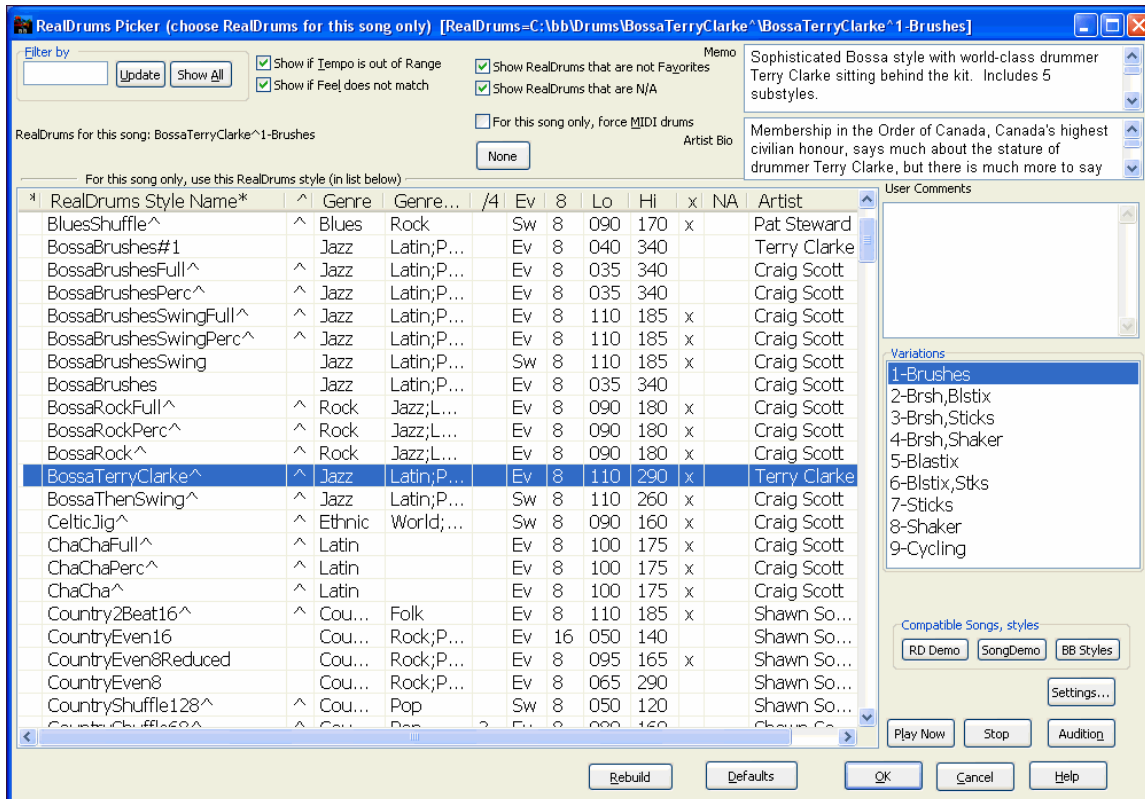 RealDrums Picker (choose RealDrums for this song only) [RealDrums=C:\bb\Drums\BossaTerryClarke^\BossaTerryClarke^1-Brushes]
Filter by
Update Show All
Show if Tempo is out of Range
Show if Feel does not match
Show RealDrums that are not Favorites
Show RealDrums that are N/A
For this song only, force MIDI drums
None
Memo
Sophisticated Bossa style with world-class drummer
Terry Clarke sitting behind the kit. Includes 5
substyles.
Artist Bio
Membership in the Order of Canada, Canada's highest
civilian honour, says much about the stature of
drummer Terry Clarke, but there is much more to say
RealDrums for this song: BossaTerryClarke^1-Brushes
For this song only, use this RealDrums style (in list below)
* RealDrums Style Name* ^ Genre Genre... /4 Ev 8 Lo Hi x NA Artist
BluesShuffle^ ^ Blues Rock Sw 8 090 170 x Pat Steward
BossaBrushes#1 Jazz Latin;P... Ev 8 040 340 Terry Clarke
BossaBrushesFull^ ^ Jazz Latin;P... Ev 8 035 340 Craig Scott
BossaBrushesPerc^ ^ Jazz Latin;P... Ev 8 035 340 Craig Scott
BossaBrushesSwingFull^ ^ Jazz Latin;P... Ev 8 110 185 x Craig Scott
BossaBrushesSwingPerc^ ^ Jazz Latin;P... Ev 8 110 185 x Craig Scott
BossaBrushesSwing Jazz Latin;P... Sw 8 110 185 x Craig Scott
BossaBrushes Jazz Latin;P... Ev 8 035 340 Craig Scott
BossaRockFull^ ^ Rock Jazz;L... Ev 8 090 180 x Craig Scott
BossaRockPerc^ ^ Rock Jazz;L... Ev 8 090 180 x Craig Scott
BossaRock^ ^ Rock Jazz;L... Ev 8 090 180 x Craig Scott
BossaTerryClarke^ ^ Jazz Latin;P... Ev 8 110 290 x Terry Clarke
BossaThenSwing^ ^ Jazz Latin;P... Sw 8 110 260 x Craig Scott
CelticJig^ ^ Ethnic World;... Sw 8 090 160 x Craig Scott
ChaChaFull^ ^ Latin Ev 8 100 175 x Craig Scott
ChaChaPerc^ ^ Latin Ev 8 100 175 x Craig Scott
ChaCha^ ^ Latin Ev 8 100 175 x Craig Scott
Country2Beat16^ ^ Cou... Folk Ev 8 110 185 x Shawn So...
CountryEven16 Cou... Rock;P... Ev 16 050 140 Shawn So...
CountryEven8Reduced Cou... Rock;P... Ev 8 095 165 x Shawn So...
CountryEven8 Cou... Rock;P... Ev 8 065 290 Shawn So...
CountryShuffle128^ ^ Cou... Pop Sw 8 050 120 Shawn So...
User Comments
Variations
1-Brushes
2-Brsh,Blstix
3-Brsh,Sticks
4-Brsh,Shaker
5-Blastix
6-Blstix,Stks
7-Sticks
8-Shaker
9-Cycling
Compatible Songs, styles
RD Demo SongDemo BB Styles
Settings...
Play Now Stop Audition
Rebuild Defaults OK Cancel Help